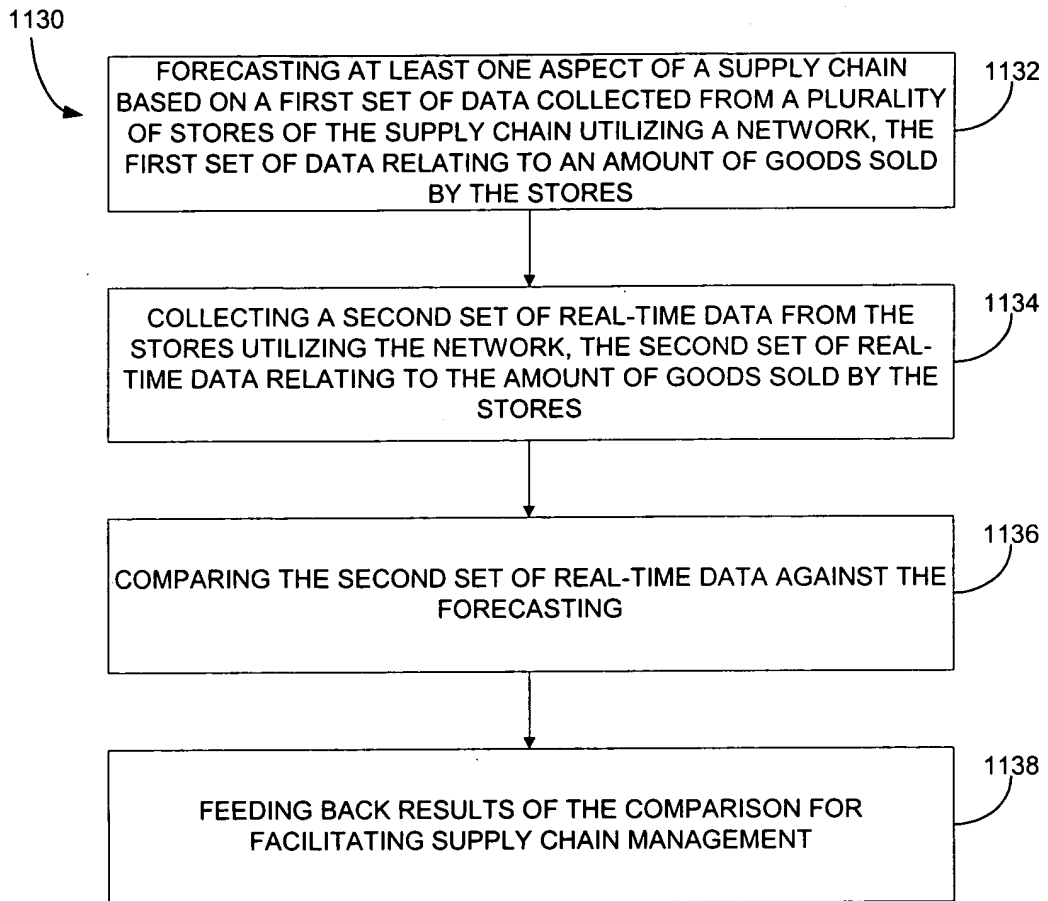 1130
1132
FORECASTING AT LEAST ONE ASPECT OF A SUPPLY CHAIN
BASED ON A FIRST SET OF DATA COLLECTED FROM A PLURALITY
OF STORES OF THE SUPPLY CHAIN UTILIZING A NETWORK, THE
FIRST SET OF DATA RELATING TO AN AMOUNT OF GOODS SOLD
BY THE STORES
1134
COLLECTING A SECOND SET OF REAL-TIME DATA FROM THE
STORES UTILIZING THE NETWORK, THE SECOND SET OF REAL-
TIME DATA RELATING TO THE AMOUNT OF GOODS SOLD BY THE
STORES
1136
COMPARING THE SECOND SET OF REAL-TIME DATA AGAINST THE
FORECASTING
1138
FEEDING BACK RESULTS OF THE COMPARISON FOR
FACILITATING SUPPLY CHAIN MANAGEMENT